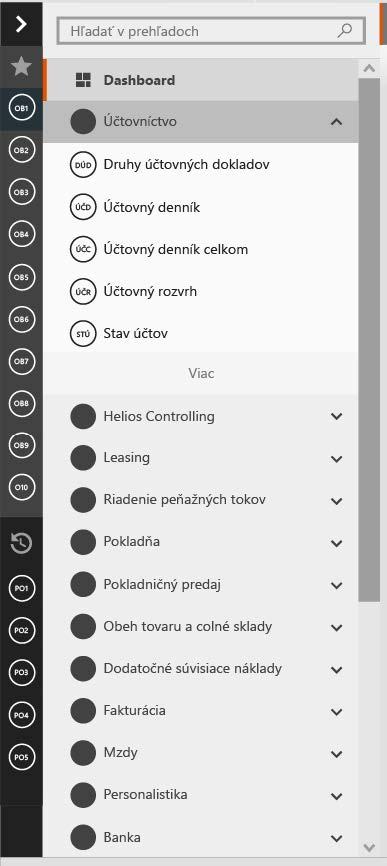 Hľadať v prehľadoch
Dashboard
OB1
Účtovníctvo
OB2
DÚD Druhy účtovných dokladov
OB3
ÚČD Účtovný denník
OB4
ÚČC Účtovný denník celkom
OB5
ÚČR Účtovný rozvrh
OB6
STÚ Stav účtov
OB7
Viac
OB8
Helios Controlling
OB9
Leasing
O10
Riadenie peňažných tokov
Pokladňa
PO1
Pokladničný predaj
PO2
Obeh tovaru a colné sklady
PO3
Dodatočné súvisiace náklady
PO4
Fakturácia
PO5
Mzdy
Personalistika
Banka